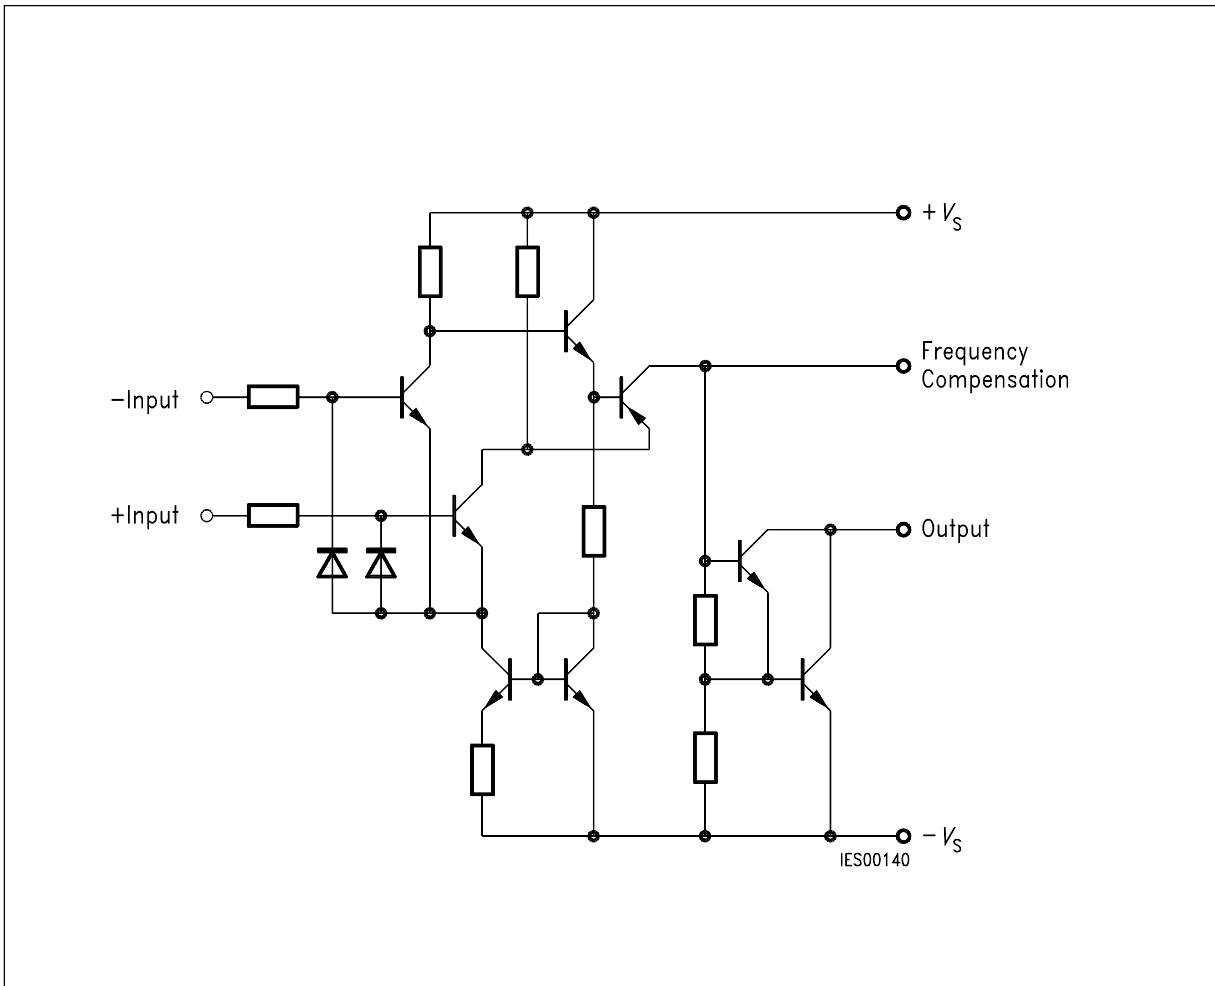 +VS
Frequency
Compensation
−Input
+Input
Output
−VS
IES00140